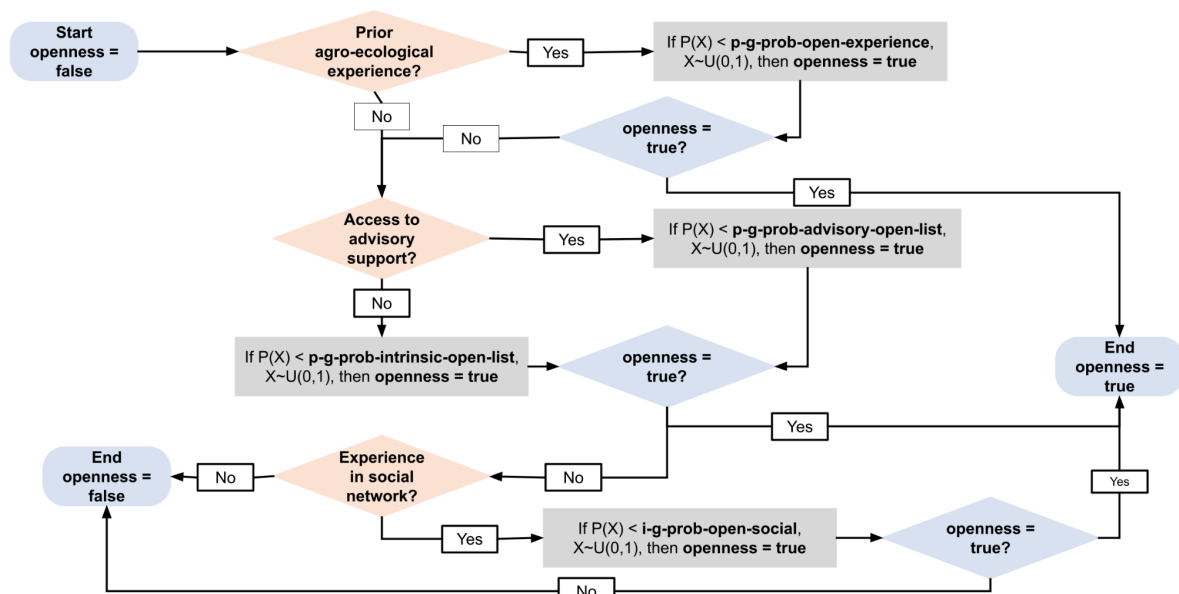 Start
openness =
false
Prior
agro-ecological
experience?
Yes
If P(X) < p-g-prob-open-experience,
X~U(0,1), then openness = true
No
No
openness =
true?
Yes
Access to
advisory
support?
Yes
If P(X) < p-g-prob-advisory-open-list,
X~U(0,1), then openness = true
No
If P(X) < p-g-prob-intrinsic-open-list,
X~U(0,1), then openness = true
openness =
true?
End
openness =
true
Yes
End
openness =
false
No
Experience
in social
network?
No
Yes
Yes
If P(X) < i-g-prob-open-social,
X~U(0,1), then openness = true
openness =
true?
No